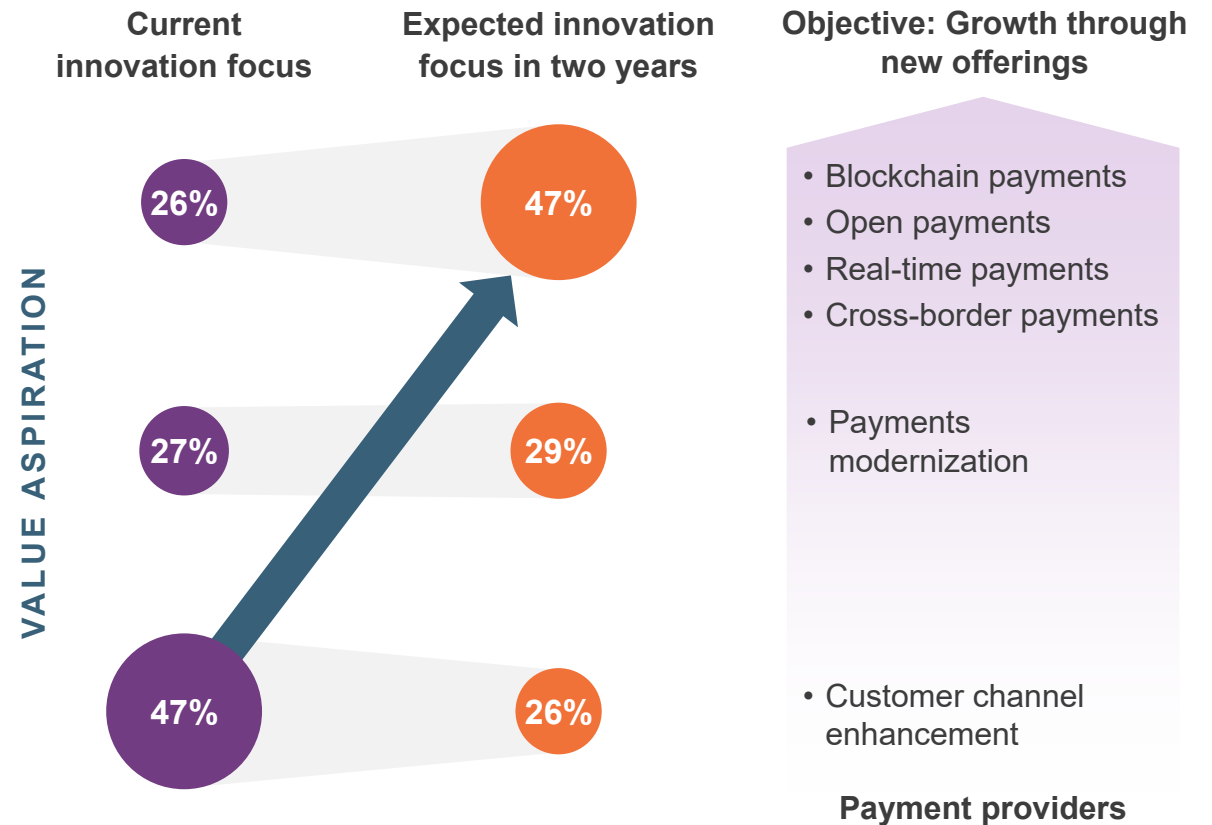 Current
innovation focus
Expected innovation
focus in two years
Objective: Growth through
new offerings
VALUE ASPIRATION
26%
47%
• Blockchain payments
• Open payments
• Real-time payments
• Cross-border payments
27%
29%
• Payments
modernization
47%
26%
• Customer channel
enhancement
Payment providers